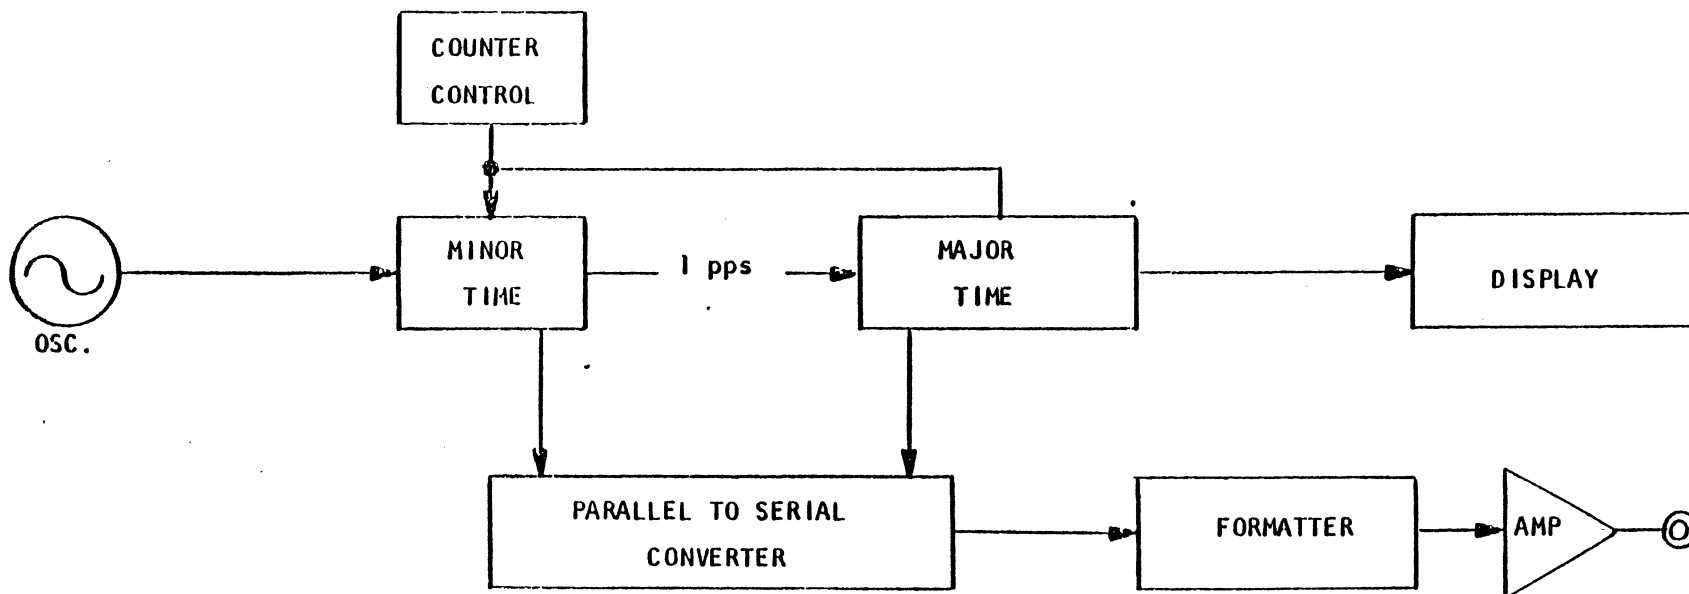 COUNTER
CONTROL
MINOR
TIME
1 pps
MAJOR
TIME
DISPLAY
OSC.
PARALLEL TO SERIAL
CONVERTER
FORMATTER
AMP